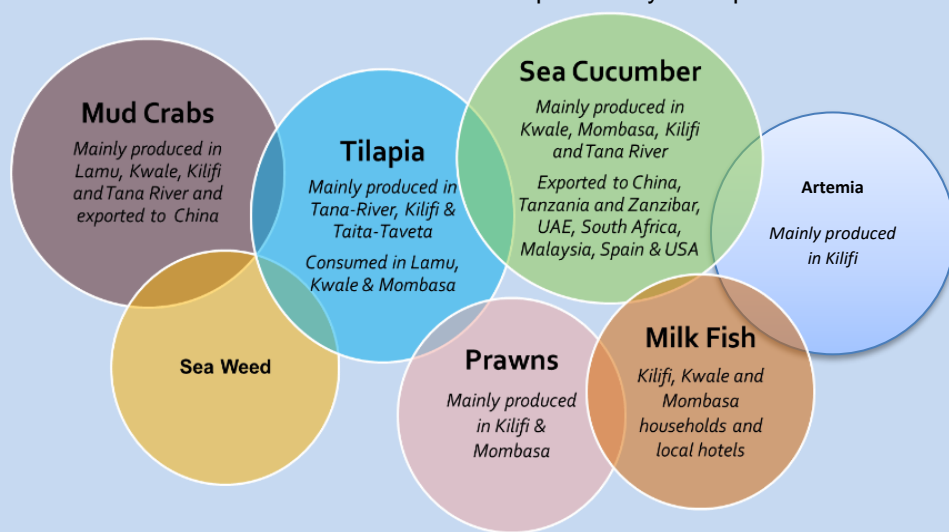 Mud Crabs
Mainly produced in
Lamu, Kwale, Kilifi
and Tana River and
exported to China
Tilapia
Mainly produced in
Tana-River, Kilifi &
Taita-Taveta
Consumed in Lamu,
Kwale & Mombasa
Sea Cucumber
Mainly produced in
Kwale, Mombasa, Kilifi
and Tana River
Exported to China,
Tanzania and Zanzibar,
UAE, South Africa,
Malaysia, Spain & USA
Artemia
Mainly produced
in Kilifi
Sea Weed
Prawns
Mainly produced
in Kilifi &
Mombasa
Milk Fish
Kilifi, Kwale and
Mombasa
households and
local hotels